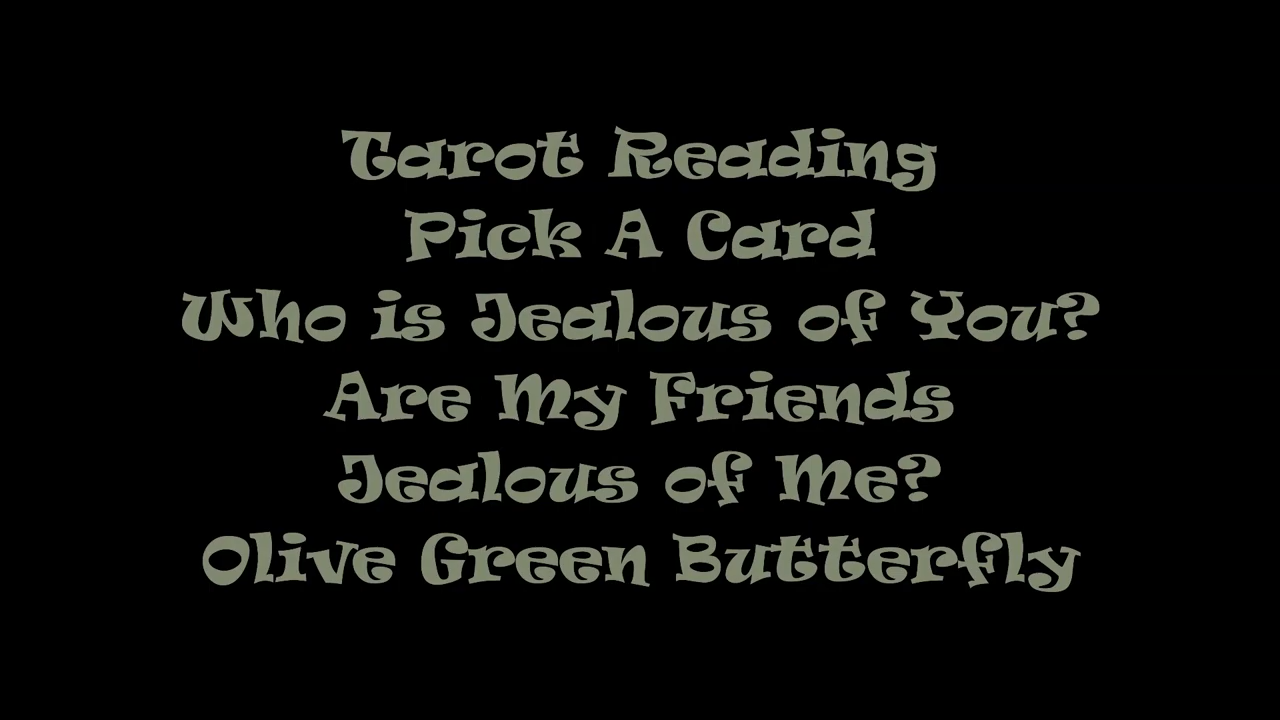 Tarot Reading
Pick A Card
Who is Jealous of You?
Are My Friends
Jealous of Me?
Olive Green Butterfly